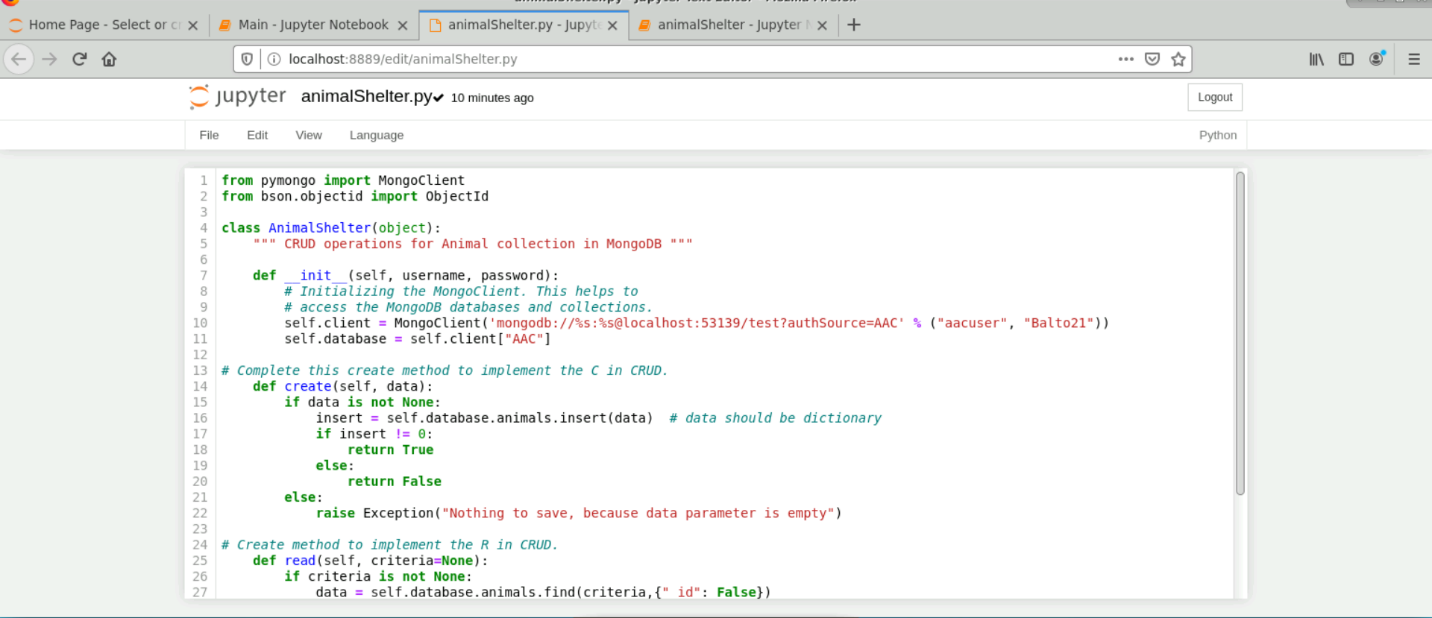 Home Page - Select or cr
Main - Jupyter Notebook
animalShelter.py - Jupyte
animalShelter - Jupyter
localhost:8889/edit/animalShelter.py
jupyter animalShelter.py✔ 10 minutes ago
Logout
File Edit View Language
Python
1 from pymongo import MongoClient
2 from bson.objectid import ObjectId
3
4 class AnimalShelter(object):
5 """ CRUD operations for Animal collection in MongoDB """
6
7 def __init__(self, username, password):
8 # Initializing the MongoClient. This helps to
9 # access the MongoDB databases and collections.
10 self.client = MongoClient('mongodb://%s:%s@localhost:53139/test?authSource=AAC' % ("aacuser", "Balto21"))
11 self.database = self.client["AAC"]
12
13 # Complete this create method to implement the C in CRUD.
14 def create(self, data):
15 if data is not None:
16 insert = self.database.animals.insert(data) # data should be dictionary
17 if insert != 0:
18 return True
19 else:
20 return False
21 else:
22 raise Exception("Nothing to save, because data parameter is empty")
23
24 # Create method to implement the R in CRUD.
25 def read(self, criteria=None):
26 if criteria is not None:
27 data = self.database.animals.find(criteria,{"_id": False})